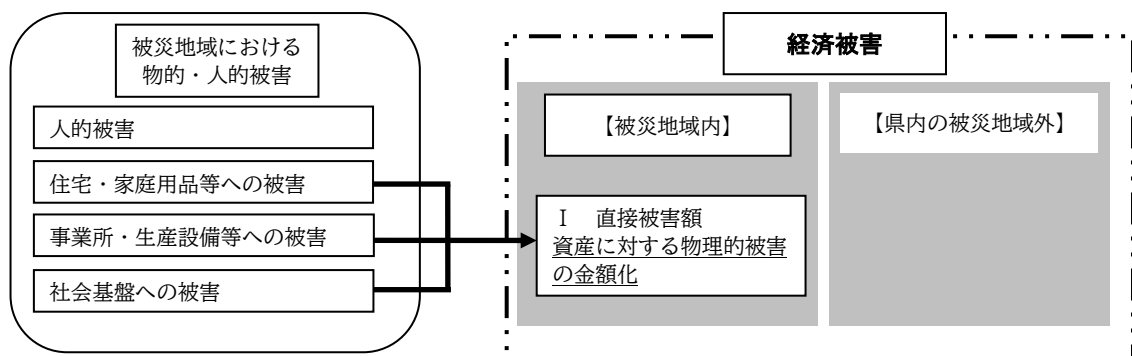 被災地域における
物的・人的被害
人的被害
住宅・家庭用品等への被害
事業所・生産設備等への被害
社会基盤への被害
経済被害
【被災地域内】
【県内の被災地域外】
Ⅰ　直接被害額
資産に対する物理的被害
の金額化